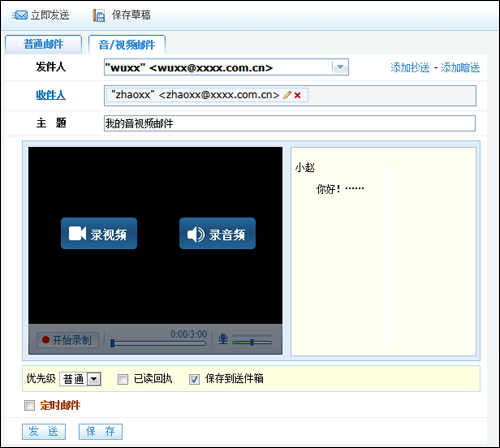 立即发送 保存草稿
普通邮件 音/视频邮件
发件人 "wuxx" <wuxx@xxxx.com.cn> 添加抄送 - 添加暗送
收件人 "zhaoxx" <zhaoxx@xxxx.com.cn>
主 题 我的音视频邮件
小赵
你好！……
录视频 录音频
开始录制 0:00/3:00
优先级 普通 已读回执 保存到送件箱
定时邮件
发 送 保 存